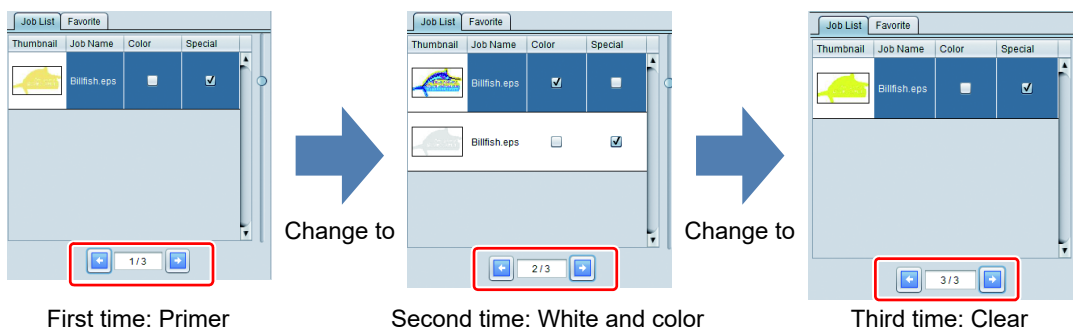 Job List Favorite
Thumbnail Job Name Color Special
Billfish.eps
1/3
First time: Primer
Change to
Job List Favorite
Thumbnail Job Name Color Special
Billfish.eps
Billfish.eps
2/3
Second time: White and color
Change to
Job List Favorite
Thumbnail Job Name Color Special
Billfish.eps
3/3
Third time: Clear